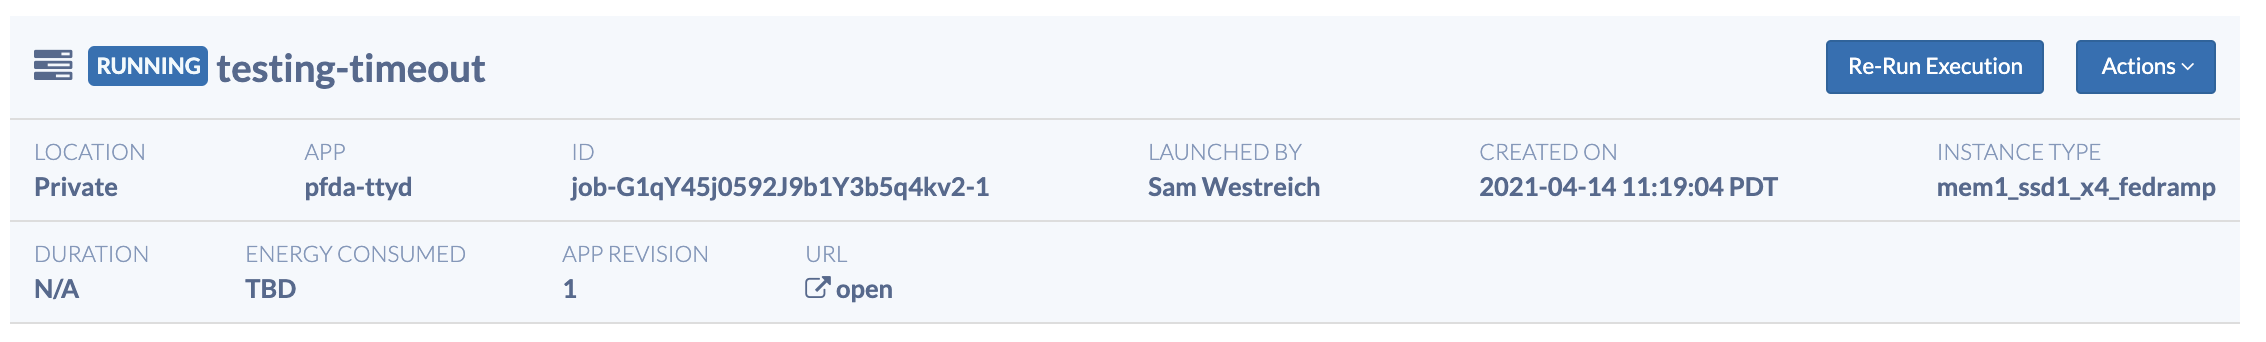 RUNNING testing-timeout Re-Run Execution Actions
LOCATION APP ID LAUNCHED BY CREATED ON INSTANCE TYPE
Private pfda-ttyd job-G1qY45j0592J9b1Y3b5q4kv2-1 Sam Westreich 2021-04-14 11:19:04 PDT mem1_ssd1_x4_fedramp
DURATION ENERGY CONSUMED APP REVISION URL
N/A TBD 1 open